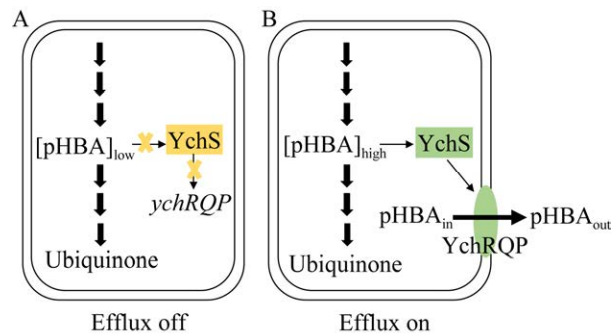 A
[pHBA]low
YchS
ychRQP
Ubiquinone
Efflux off
B
[pHBA]high
YchS
pHBAin
pHBAout
YchRQP
Ubiquinone
Efflux on